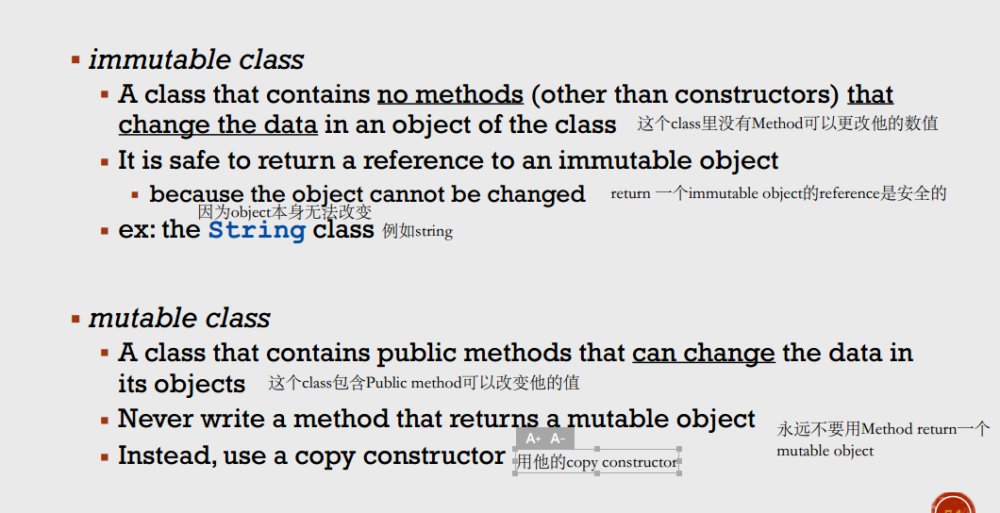 immutable class
A class that contains no methods (other than constructors) that
change the data in an object of the class 这个class里没有Method可以更改他的数值
It is safe to return a reference to an immutable object
because the object cannot be changed return 一个immutable object的reference是安全的
因为object本身无法改变
ex: the String class 例如string
mutable class
A class that contains public methods that can change the data in
its objects 这个class包含Public method可以改变他的值
Never write a method that returns a mutable object 永远不要用Method return一个
mutable object
A+ A-
Instead, use a copy constructor 用他的copy constructor